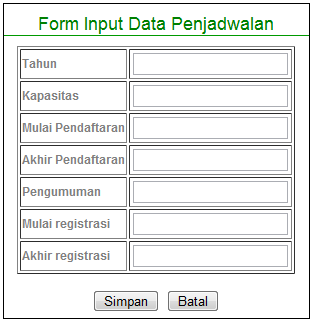 Form Input Data Penjadwalan
Tahun
Kapasitas
Mulai Pendaftaran
Akhir Pendaftaran
Pengumuman
Mulai registrasi
Akhir registrasi
Simpan Batal